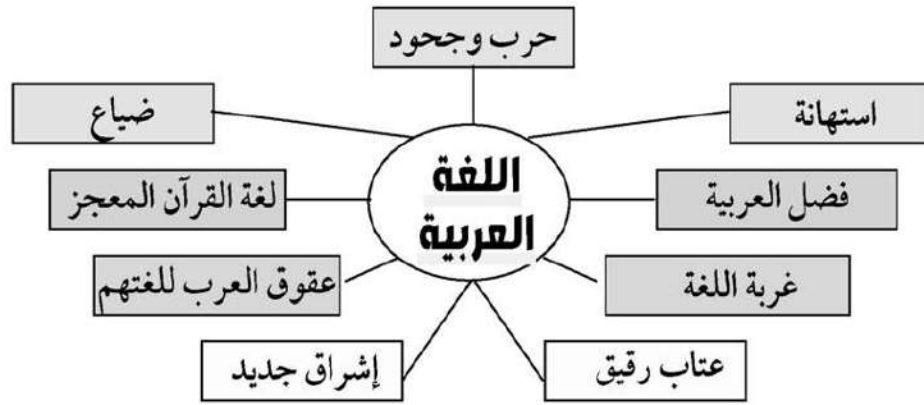 حرب وجحود
استهانة
ضياع
اللغة
العربية
فضل العربية
لغة القرآن المعجز
غربة اللغة
عقوق العرب للغتهم
عتاب رقيق
إشراق جديد